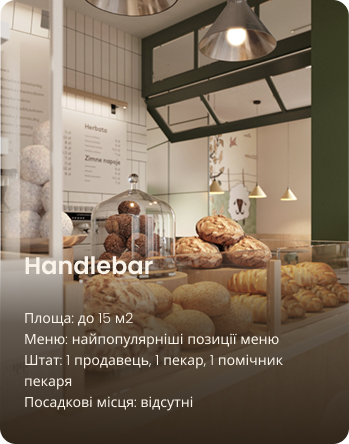 Herbata
Zimne napoje
Handlebar
Площа: до 15 м2
Меню: найпопулярніші позиції меню
Штат: 1 продавець, 1 пекар, 1 помічник
пекаря
Посадкові місця: відсутні